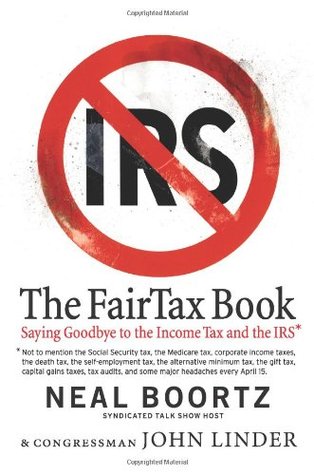 IRS
The FairTax Book
Saying Goodbye to the Income Tax and the IRS*
* Not to mention the Social Security tax, the Medicare tax, corporate income taxes,
the death tax, the self-employment tax, the alternative minimum tax, the gift tax,
capital gains taxes, tax audits, and some major headaches every April 15.
NEAL BOORTZ
SYNDICATED TALK SHOW HOST
& CONGRESSMAN JOHN LINDER